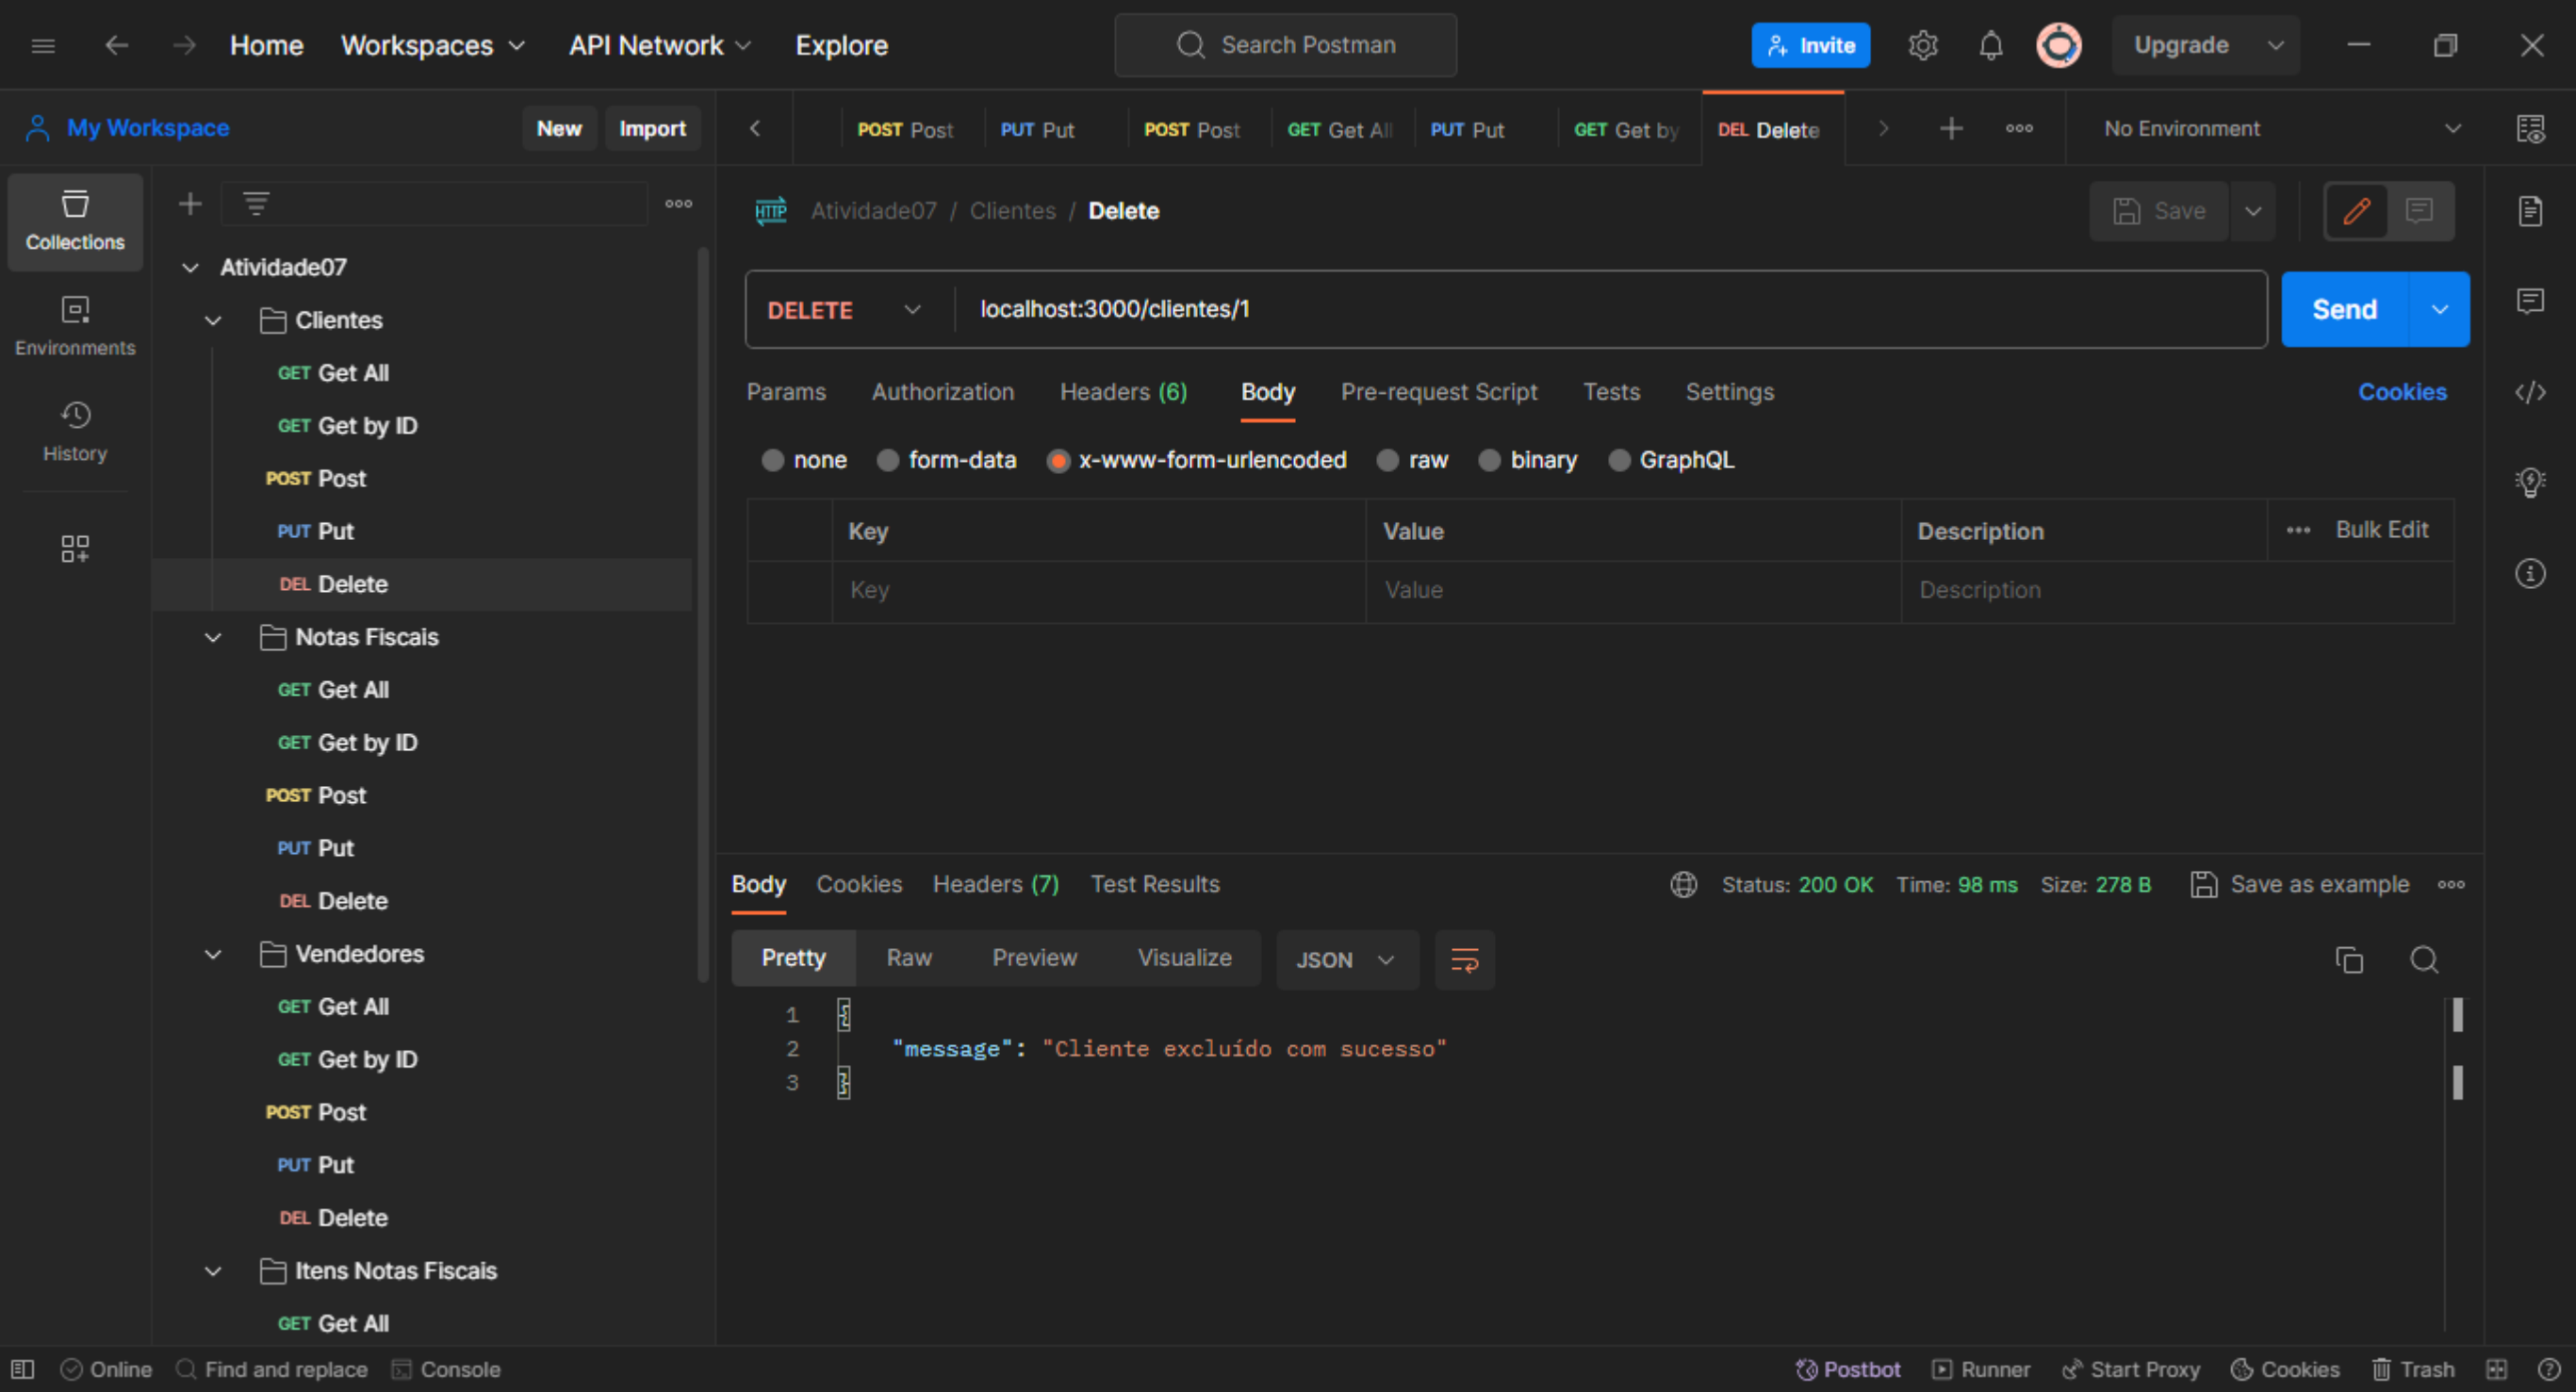 Home Workspaces API Network Explore Search Postman Invite Upgrade
My Workspace New Import
POST Post PUT Put POST Post GET Get All PUT Put GET Get by DEL Delete No Environment
Collections
Environments
History
Atividade07
Clientes
GET Get All
GET Get by ID
POST Post
PUT Put
DEL Delete
Notas Fiscais
GET Get All
GET Get by ID
POST Post
PUT Put
DEL Delete
Vendedores
GET Get All
GET Get by ID
POST Post
PUT Put
DEL Delete
Itens Notas Fiscais
GET Get All
HTTP Atividade07 / Clientes / Delete Save
DELETE localhost:3000/clientes/1 Send
Params Authorization Headers (6) Body Pre-request Script Tests Settings Cookies
none form-data x-www-form-urlencoded raw binary GraphQL
Key Value Description Bulk Edit
Key Value Description
Body Cookies Headers (7) Test Results Status: 200 OK Time: 98 ms Size: 278 B Save as example
Pretty Raw Preview Visualize JSON
1 {
2 "message": "Cliente excluído com sucesso"
3 }
Online Find and replace Console Postbot Runner Start Proxy Cookies Trash